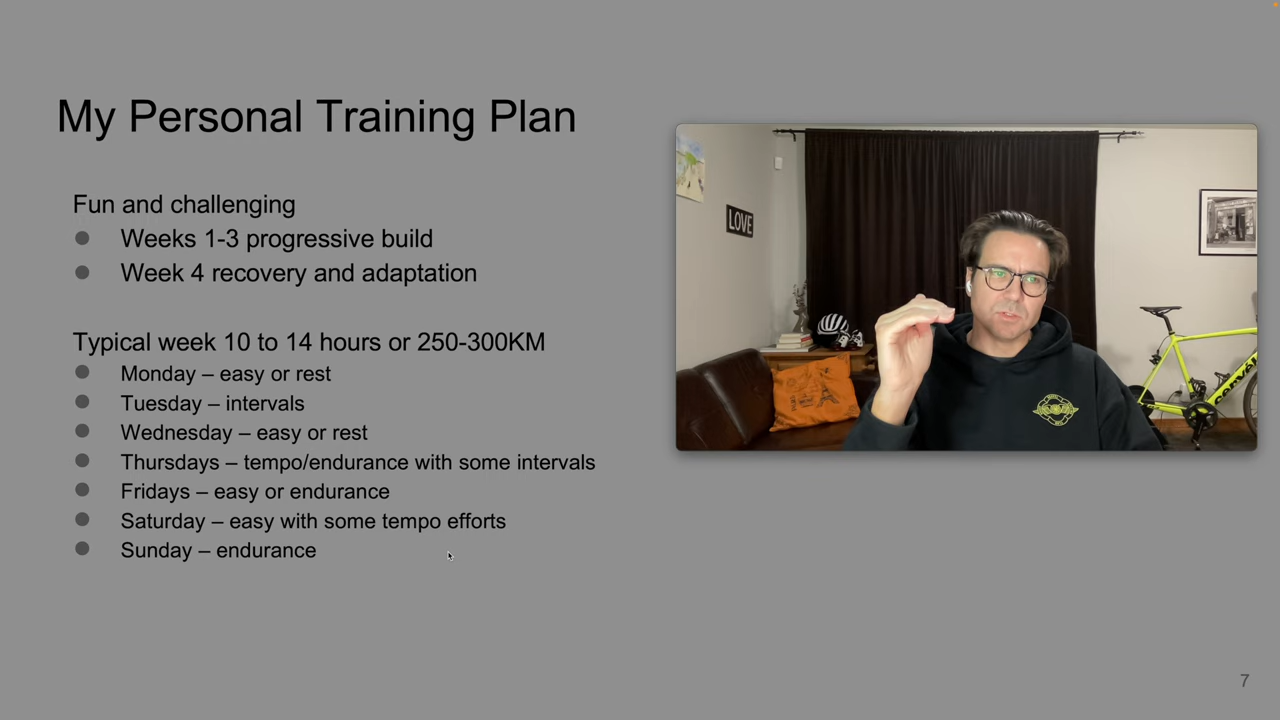 My Personal Training Plan
Fun and challenging
Weeks 1-3 progressive build
Week 4 recovery and adaptation
Typical week 10 to 14 hours or 250-300KM
Monday – easy or rest
Tuesday – intervals
Wednesday – easy or rest
Thursdays – tempo/endurance with some intervals
Fridays – easy or endurance
Saturday – easy with some tempo efforts
Sunday – endurance
LOVE
7